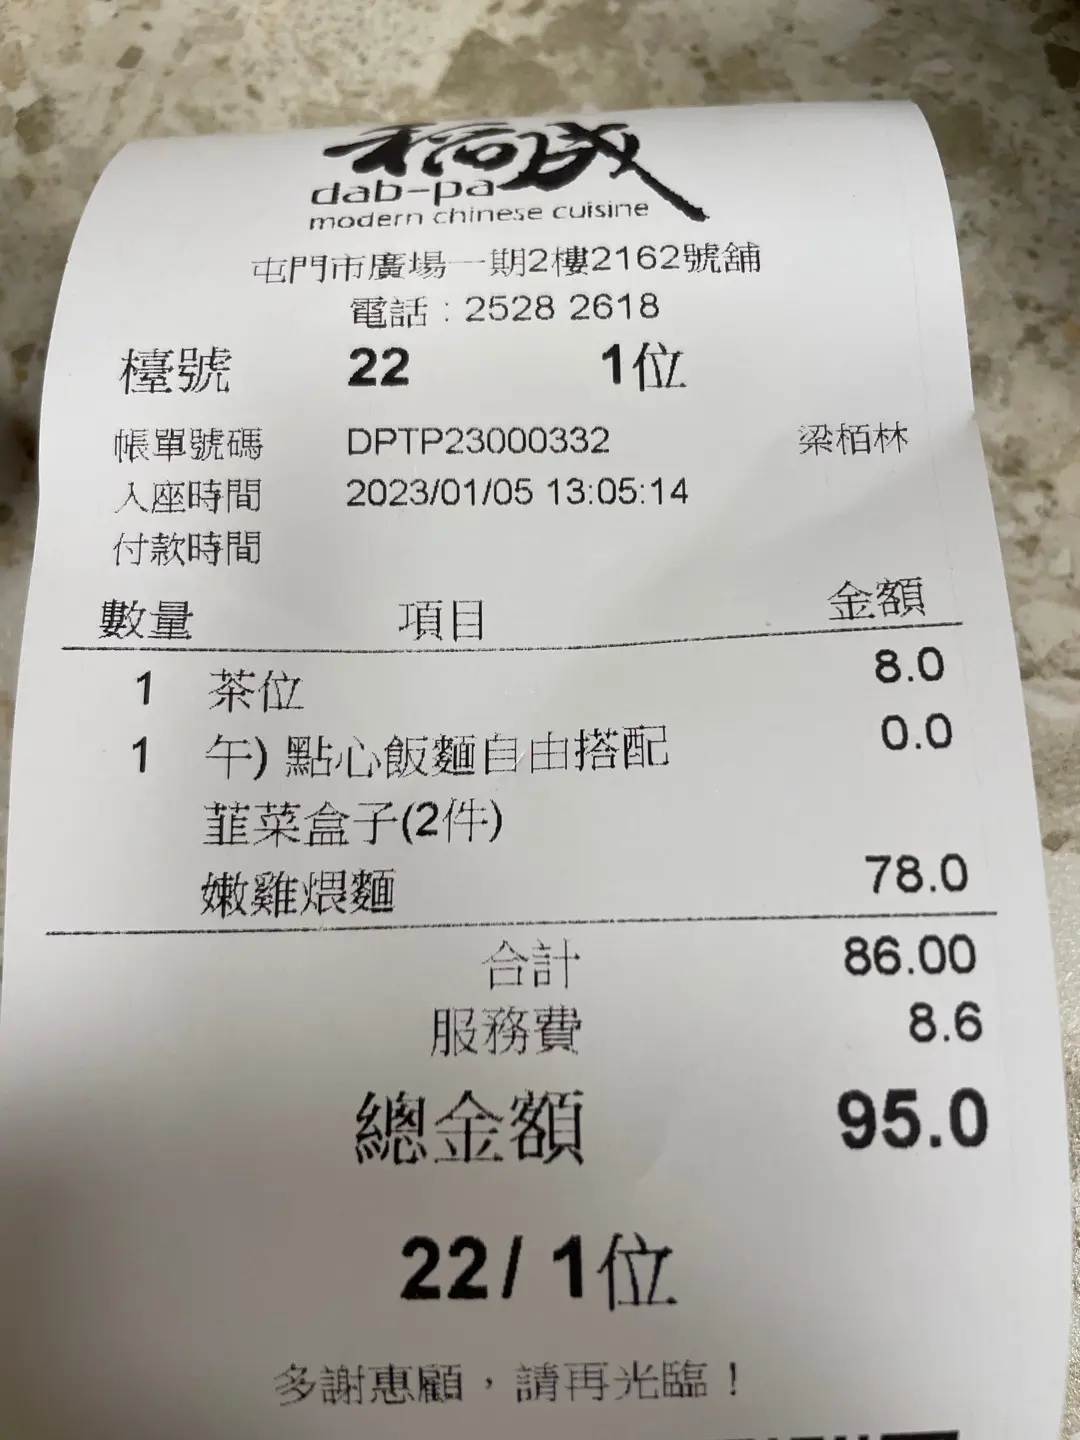 稻成
dab-pa
modern chinese cuisine
屯門市廣場一期2樓2162號舖
電話：2528 2618
檯號 22 1位
帳單號碼 DPTP23000332 梁栢林
入座時間 2023/01/05 13:05:14
付款時間
數量 項目 金額
1 茶位 8.0
1 午) 點心飯麵自由搭配 0.0
韮菜盒子(2件)
嫩雞煨麵 78.0
合計 86.00
服務費 8.6
總金額 95.0
22/ 1位
多謝惠顧，請再光臨！